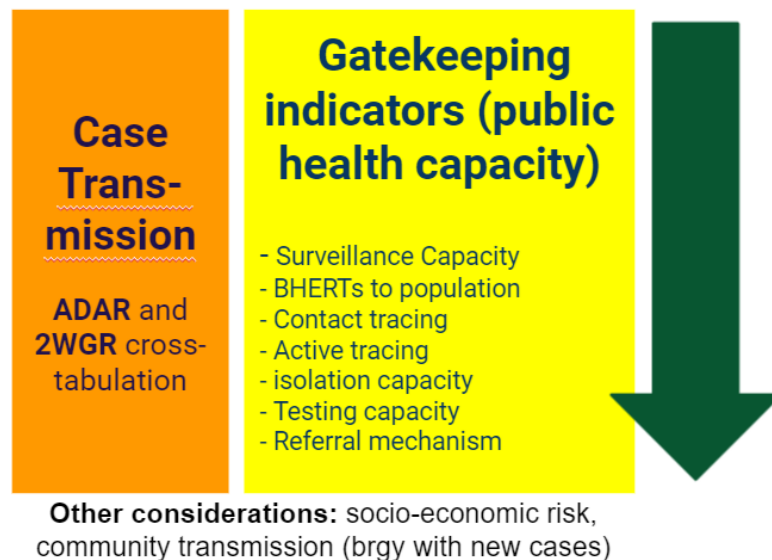 Case
Trans-
mission
ADAR and
2WGR cross-
tabulation
Gatekeeping
indicators (public
health capacity)
- Surveillance Capacity
- BHERTs to population
- Contact tracing
- Active tracing
- isolation capacity
- Testing capacity
- Referral mechanism
Other considerations: socio-economic risk,
community transmission (brgy with new cases)